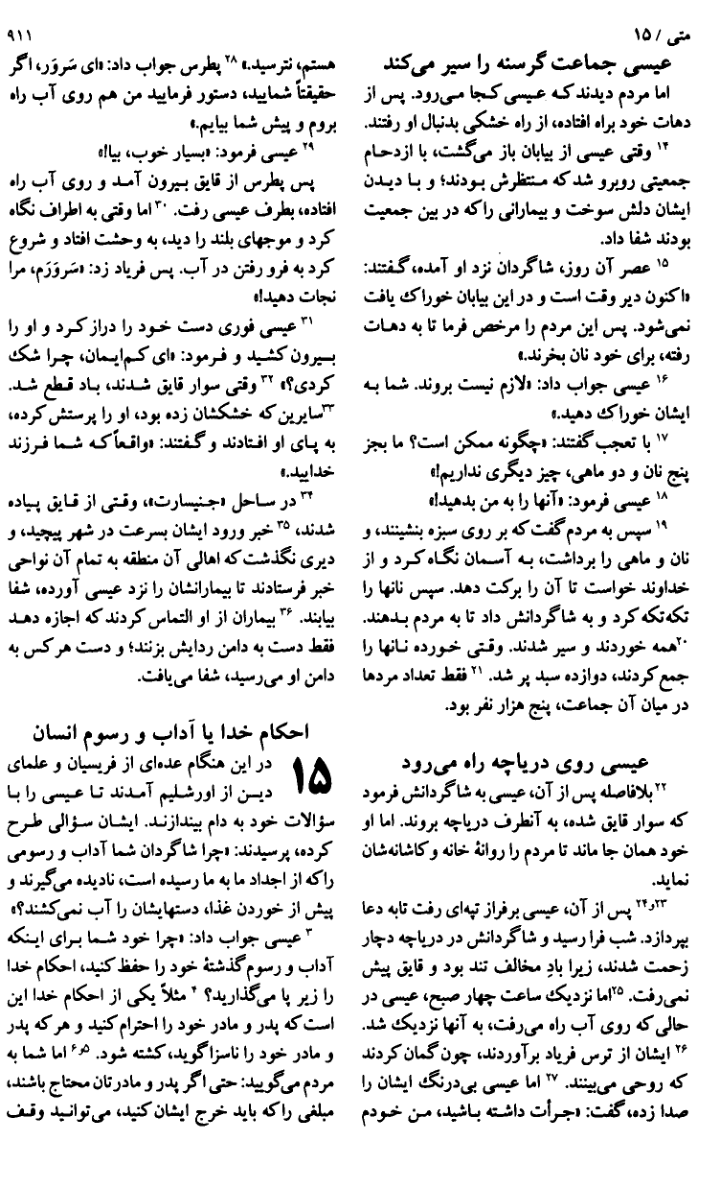 متی / ۱۵
۹۱۱
عیسی جماعت گرسنه را سیر می‌کند
اما مردم دیدند که عیسی کجا می‌رود. پس از
دهات خود براه افتاده، از راه خشکی بدنبال او رفتند.
۱۴ وقتی عیسی از بیابان باز می‌گشت، با ازدحام
جمعیتی روبرو شد که منتظرش بودند؛ و با دیدن
ایشان دلش سوخت و بیمارانی را که در بین جمعیت
بودند شفا داد.
۱۵ عصر آن روز، شاگردان نزد او آمده، گفتند:
«اکنون دیر وقت است و در این بیابان خوراک یافت
نمی‌شود. پس این مردم را مرخص فرما تا به دهات
رفته، برای خود نان بخرند.»
۱۶ عیسی جواب داد: «لازم نیست بروند. شما به
ایشان خوراک دهید.»
۱۷ با تعجب گفتند: «چگونه ممکن است؟ ما بجز
پنج نان و دو ماهی، چیز دیگری نداریم!»
۱۸ عیسی فرمود: «آنها را به من بدهید!»
۱۹ سپس به مردم گفت که بر روی سبزه بنشینند، و
نان و ماهی را برداشت، به آسمان نگاه کرد و از
خداوند خواست تا آن را برکت دهد. سپس نانها را
تکه‌تکه کرد و به شاگردانش داد تا به مردم بدهند.
۲۰همه خوردند و سیر شدند. وقتی خورده نانها را
جمع کردند، دوازده سبد پر شد. ۲۱ فقط تعداد مردها
در میان آن جماعت، پنج هزار نفر بود.
عیسی روی دریاچه راه می‌رود
۲۲بلافاصله پس از آن، عیسی به شاگردانش فرمود
که سوار قایق شده، به آنطرف دریاچه بروند. اما او
خود همان جا ماند تا مردم را روانهٔ خانه و کاشانه‌شان
نماید.
۲۳و۲۴ پس از آن، عیسی بر فراز تپه‌ای رفت تا به دعا
بپردازد. شب فرا رسید و شاگردانش در دریاچه دچار
زحمت شدند، زیرا بادِ مخالف تند بود و قایق پیش
نمی‌رفت. ۲۵اما نزدیک ساعت چهار صبح، عیسی در
حالی که روی آب راه می‌رفت، به آنها نزدیک شد.
۲۶ ایشان از ترس فریاد برآوردند، چون گمان کردند
که روحی می‌بینند. ۲۷ اما عیسی بی‌درنگ ایشان را
صدا زده، گفت: «جرأت داشته باشید، من خودم
هستم، نترسید.» ۲۸ پطرس جواب داد: «ای سَروَر، اگر
حقیقتاً شمایید، دستور فرمایید من هم روی آب راه
بروم و پیش شما بیایم.»
۲۹ عیسی فرمود: «بسیار خوب، بیا!»
پس پطرس از قایق بیرون آمد و روی آب راه
افتاده، بطرف عیسی رفت. ۳۰ اما وقتی به اطراف نگاه
کرد و موجهای بلند را دید، به وحشت افتاد و شروع
کرد به فرو رفتن در آب. پس فریاد زد: «سَروَرَم، مرا
نجات دهید!»
۳۱ عیسی فوری دست خود را دراز کرد و او را
بیرون کشید و فرمود: «ای کم‌ایمان، چرا شک
کردی؟» ۳۲ وقتی سوار قایق شدند، باد قطع شد.
۳۳سایرین که خشکشان زده بود، او را پرستش کرده،
به پای او افتادند و گفتند: «واقعاً که شما فرزند
خدایید.»
۳۴ در ساحل «جنیسارت»، وقتی از قایق پیاده
شدند، ۳۵ خبر ورود ایشان بسرعت در شهر پیچید، و
دیری نگذشت که اهالی آن منطقه به تمام آن نواحی
خبر فرستادند تا بیمارانشان را نزد عیسی آورده، شفا
بیابند. ۳۶ بیماران از او التماس کردند که اجازه دهد
فقط دست به دامن ردایش بزنند؛ و دست هر کس به
دامن او می‌رسید، شفا می‌یافت.
احکام خدا یا آداب و رسوم انسان
۱۵ در این هنگام عده‌ای از فریسیان و علمای
دین از اورشلیم آمدند تا عیسی را با
سؤالات خود به دام بیندازند. ایشان سؤالی طرح
کرده، پرسیدند: «چرا شاگردان شما آداب و رسومی
را که از اجداد ما به ما رسیده است، نادیده می‌گیرند و
پیش از خوردن غذا، دستهایشان را آب نمی‌کشند؟»
۳ عیسی جواب داد: «چرا خود شما برای اینکه
آداب و رسوم گذشتهٔ خود را حفظ کنید، احکام خدا
را زیر پا می‌گذارید؟ ۴ مثلاً یکی از احکام خدا این
است که پدر و مادر خود را احترام کنید و هر که پدر
و مادر خود را ناسزا گوید، کشته شود. ۵و۶ اما شما به
مردم می‌گویید: حتی اگر پدر و مادرتان محتاج باشند،
مبلغی را که باید خرج ایشان کنید، می‌توانید وقف